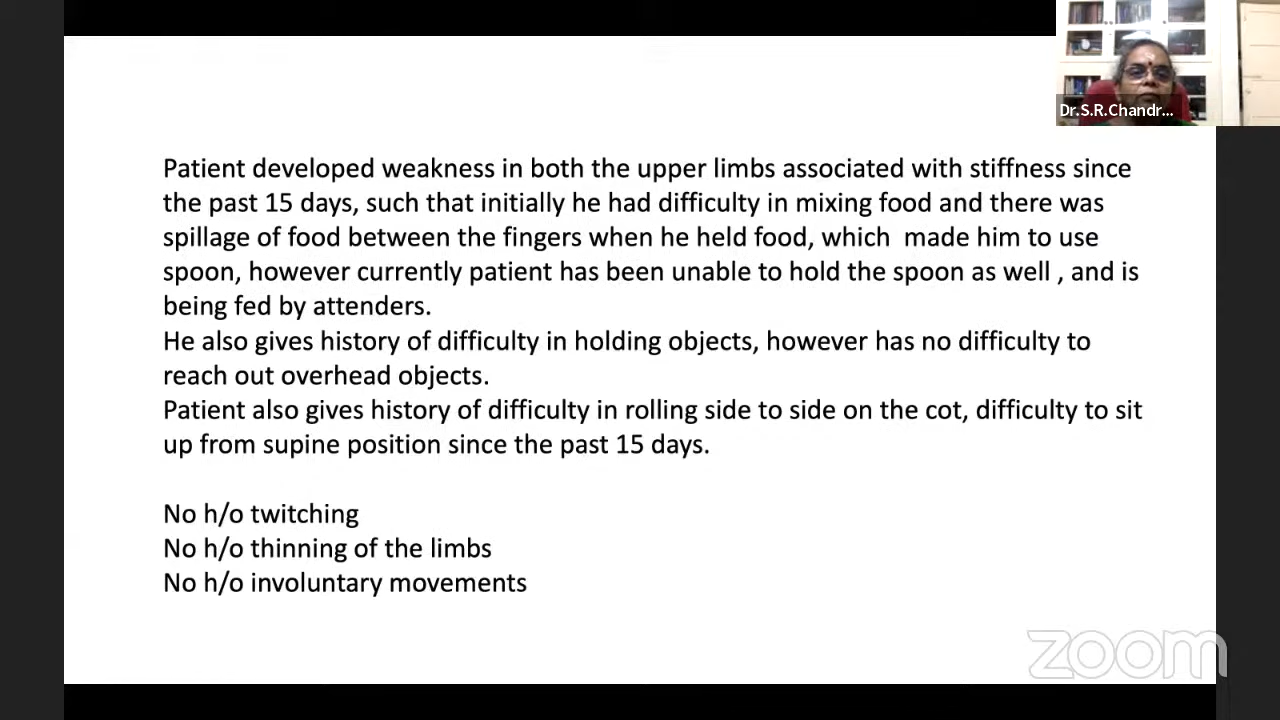 Dr.S.R.Chandr...
Patient developed weakness in both the upper limbs associated with stiffness since
the past 15 days, such that initially he had difficulty in mixing food and there was
spillage of food between the fingers when he held food, which  made him to use
spoon, however currently patient has been unable to hold the spoon as well , and is
being fed by attenders.
He also gives history of difficulty in holding objects, however has no difficulty to
reach out overhead objects.
Patient also gives history of difficulty in rolling side to side on the cot, difficulty to sit
up from supine position since the past 15 days.
No h/o twitching
No h/o thinning of the limbs
No h/o involuntary movements
zoom